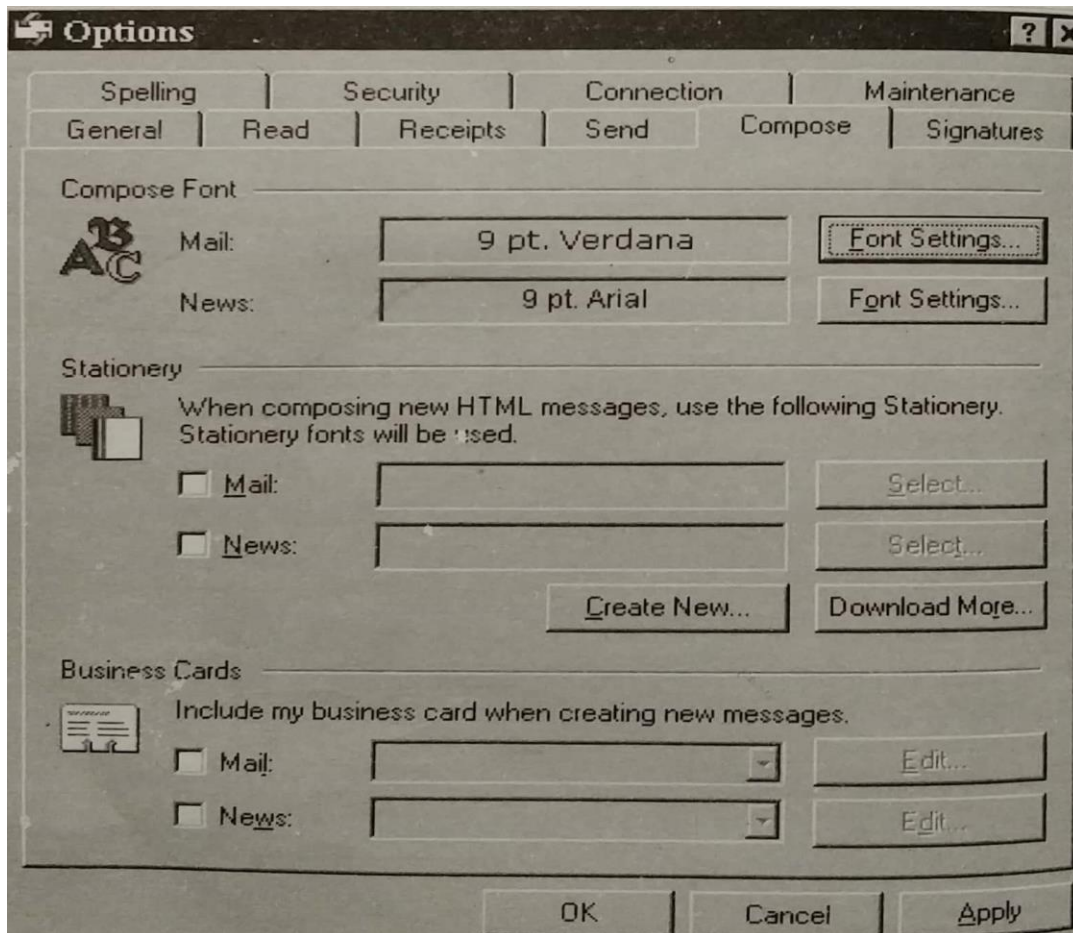 Options
Spelling Security Connection Maintenance
General Read Receipts Send Compose Signatures
Compose Font
Mail: 9 pt. Verdana Font Settings...
News: 9 pt. Arial Font Settings...
Stationery
When composing new HTML messages, use the following Stationery.
Stationery fonts will be used.
Mail: Select...
News: Select...
Create New... Download More...
Business Cards
Include my business card when creating new messages.
Mail: Edit...
News: Edit...
OK Cancel Apply